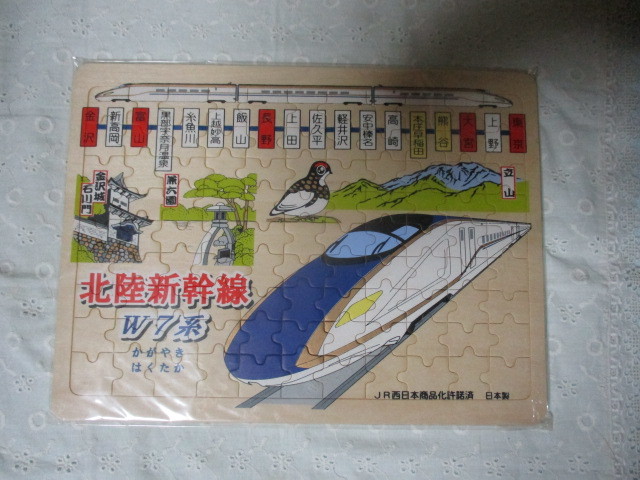 金沢
新高岡
富山
黒部宇奈月温泉
糸魚川
上越妙高
飯山
長野
上田
佐久平
軽井沢
安中榛名
高崎
本庄早稲田
熊谷
大宮
上野
東京
金沢城
石川門
兼六園
立山
北陸新幹線
W7系
かがやき
はくたか
JR西日本商品化許諾済 日本製